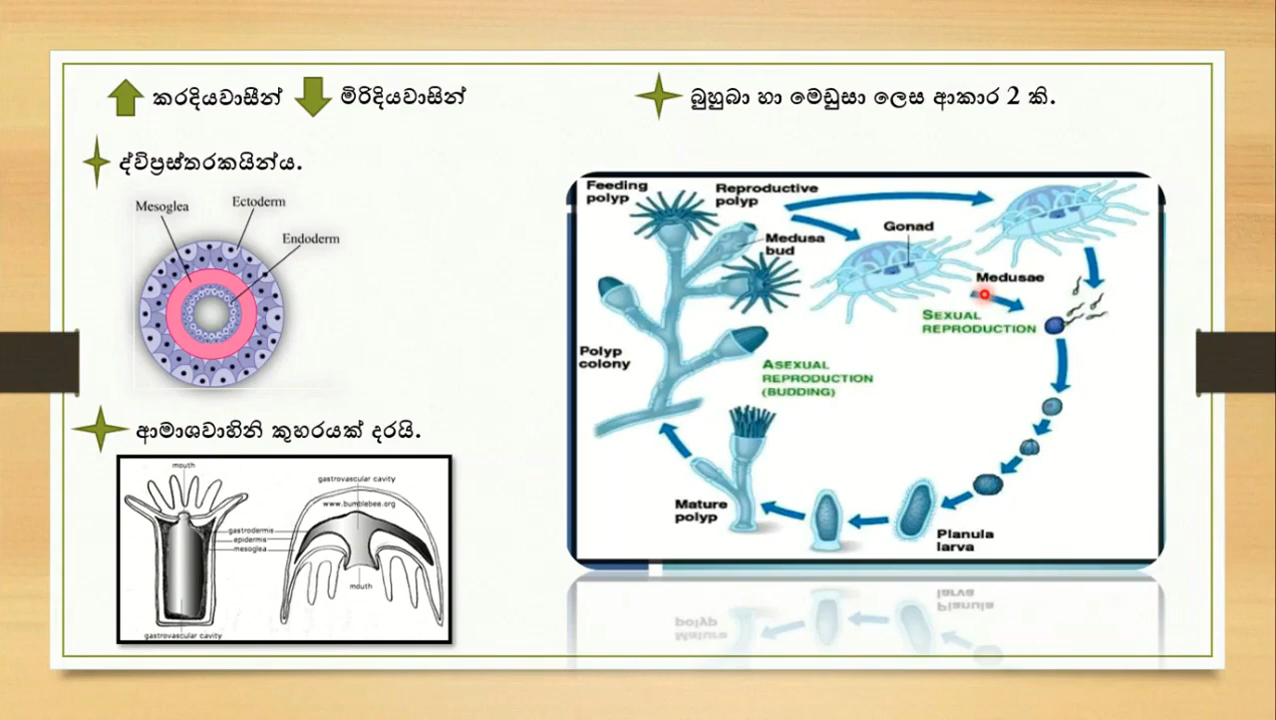 කරදියවාසීන් මිරිදියවාසින්
ද්විප්‍රස්තරකයින්ය.
Mesoglea
Ectoderm
Endoderm
ආමාශවාහිනි කුහරයක් දරයි.
mouth
gastrovascular cavity
www.bumblebee.org
gastrodermis
epidermis
mesoglea
mouth
gastrovascular cavity
බුහුබා හා මෙඩුසා ලෙස ආකාර 2 කි.
Feeding
polyp
Reproductive
polyp
Medusa
bud
Gonad
Medusae
SEXUAL
REPRODUCTION
Polyp
colony
ASEXUAL
REPRODUCTION
(BUDDING)
Mature
polyp
Planula
larva